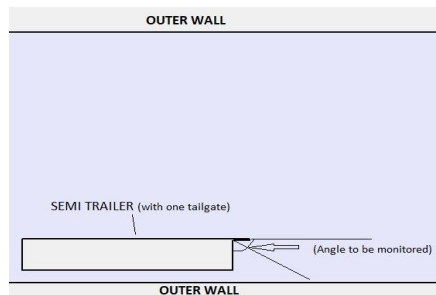 OUTER WALL
SEMI TRAILER (with one tailgate)
(Angle to be monitored)
OUTER WALL